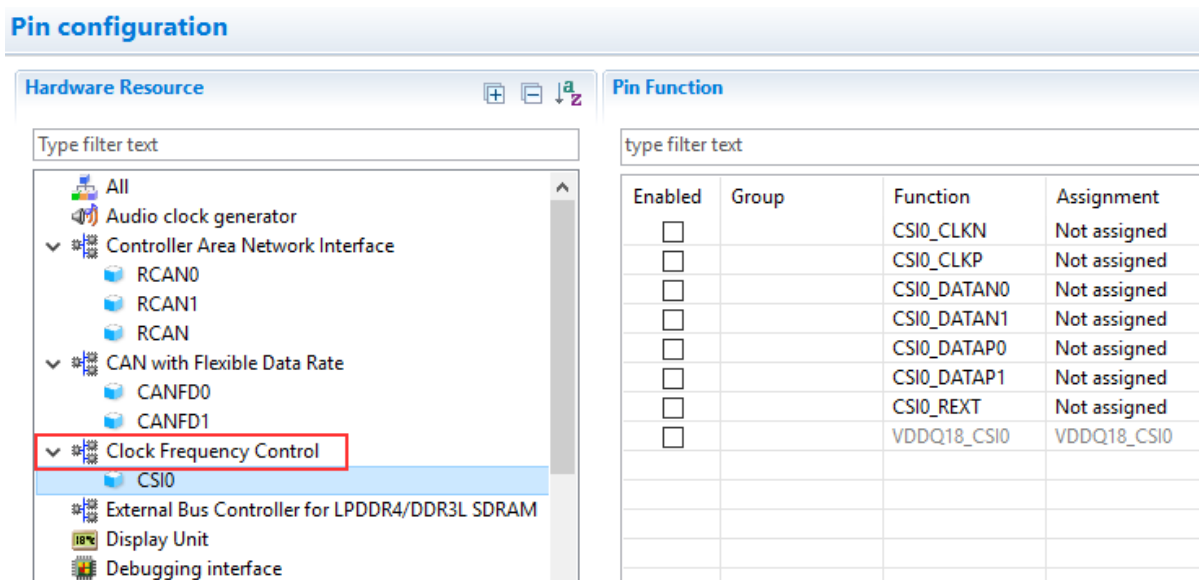 Pin configuration
Hardware Resource
Type filter text
All
Audio clock generator
Controller Area Network Interface
RCAN0
RCAN1
RCAN
CAN with Flexible Data Rate
CANFD0
CANFD1
Clock Frequency Control
CSI0
External Bus Controller for LPDDR4/DDR3L SDRAM
Display Unit
Debugging interface
Pin Function
type filter text
Enabled Group Function Assignment
CSI0_CLKN Not assigned
CSI0_CLKP Not assigned
CSI0_DATAN0 Not assigned
CSI0_DATAN1 Not assigned
CSI0_DATAP0 Not assigned
CSI0_DATAP1 Not assigned
CSI0_REXT Not assigned
VDDQ18_CSI0 VDDQ18_CSI0